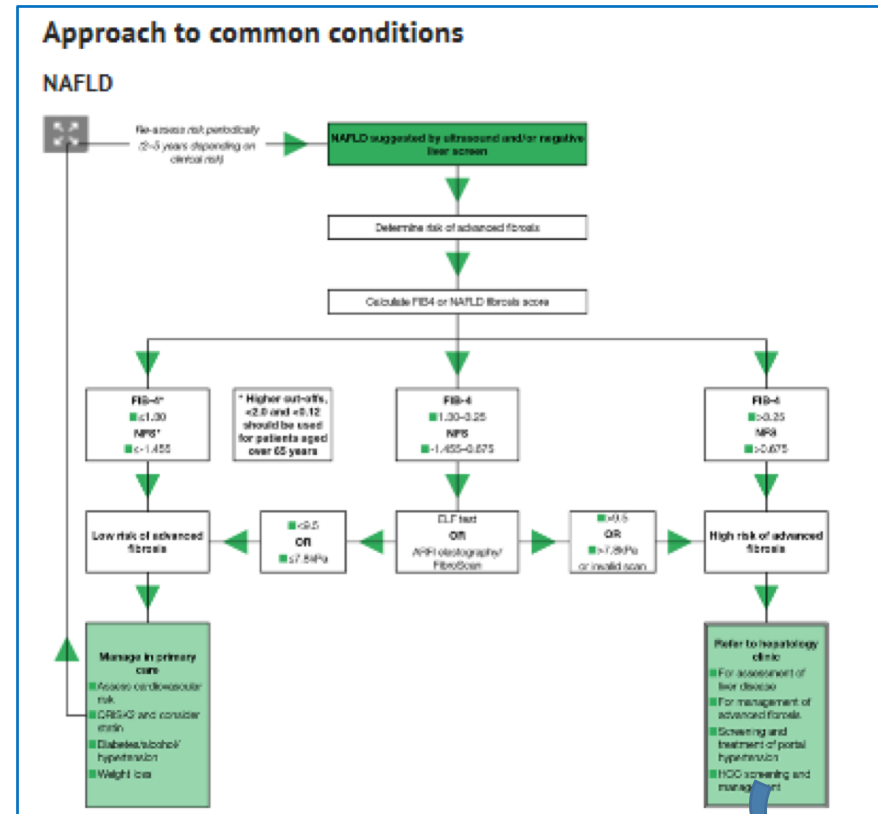 Approach to common conditions
NAFLD
Re-assess risk periodically
(2–5 years depending on
clinical risk)
NAFLD suggested by ultrasound and/or negative
liver screen
Determine risk of advanced fibrosis
Calculate FIB4 or NAFLD fibrosis score
FIB-4*
≤1.30
NFS*
≤-1.455
* Higher cut-offs,
<2.0 and <0.12
should be used
for patients aged
over 65 years
FIB-4
1.30–3.25
NFS
-1.455–0.675
FIB-4
>3.25
NFS
>0.675
Low risk of advanced
fibrosis
<9.5
OR
≤7.8kPa
ELF test
OR
ARFI elastography/
FibroScan
>9.5
OR
>7.8kPa
or invalid scan
High risk of advanced
fibrosis
Manage in primary
care
Assess cardiovascular
risk
QRISK2 and consider
statin
Diabetes/alcohol/
hypertension
Weight loss
Refer to hepatology
clinic
For assessment of
liver disease
For management of
advanced fibrosis
Screening and
treatment of portal
hypertension
HCC screening and
management